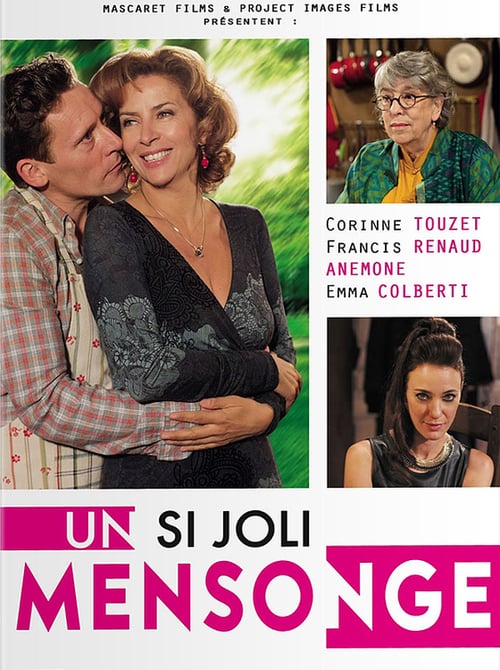 MASCARET FILMS & PROJECT IMAGES FILMS
PRÉSENTENT :
CORINNE TOUZET
FRANCIS RENAUD
ANEMONE
EMMA COLBERTI
UN SI JOLI
MENSONGE